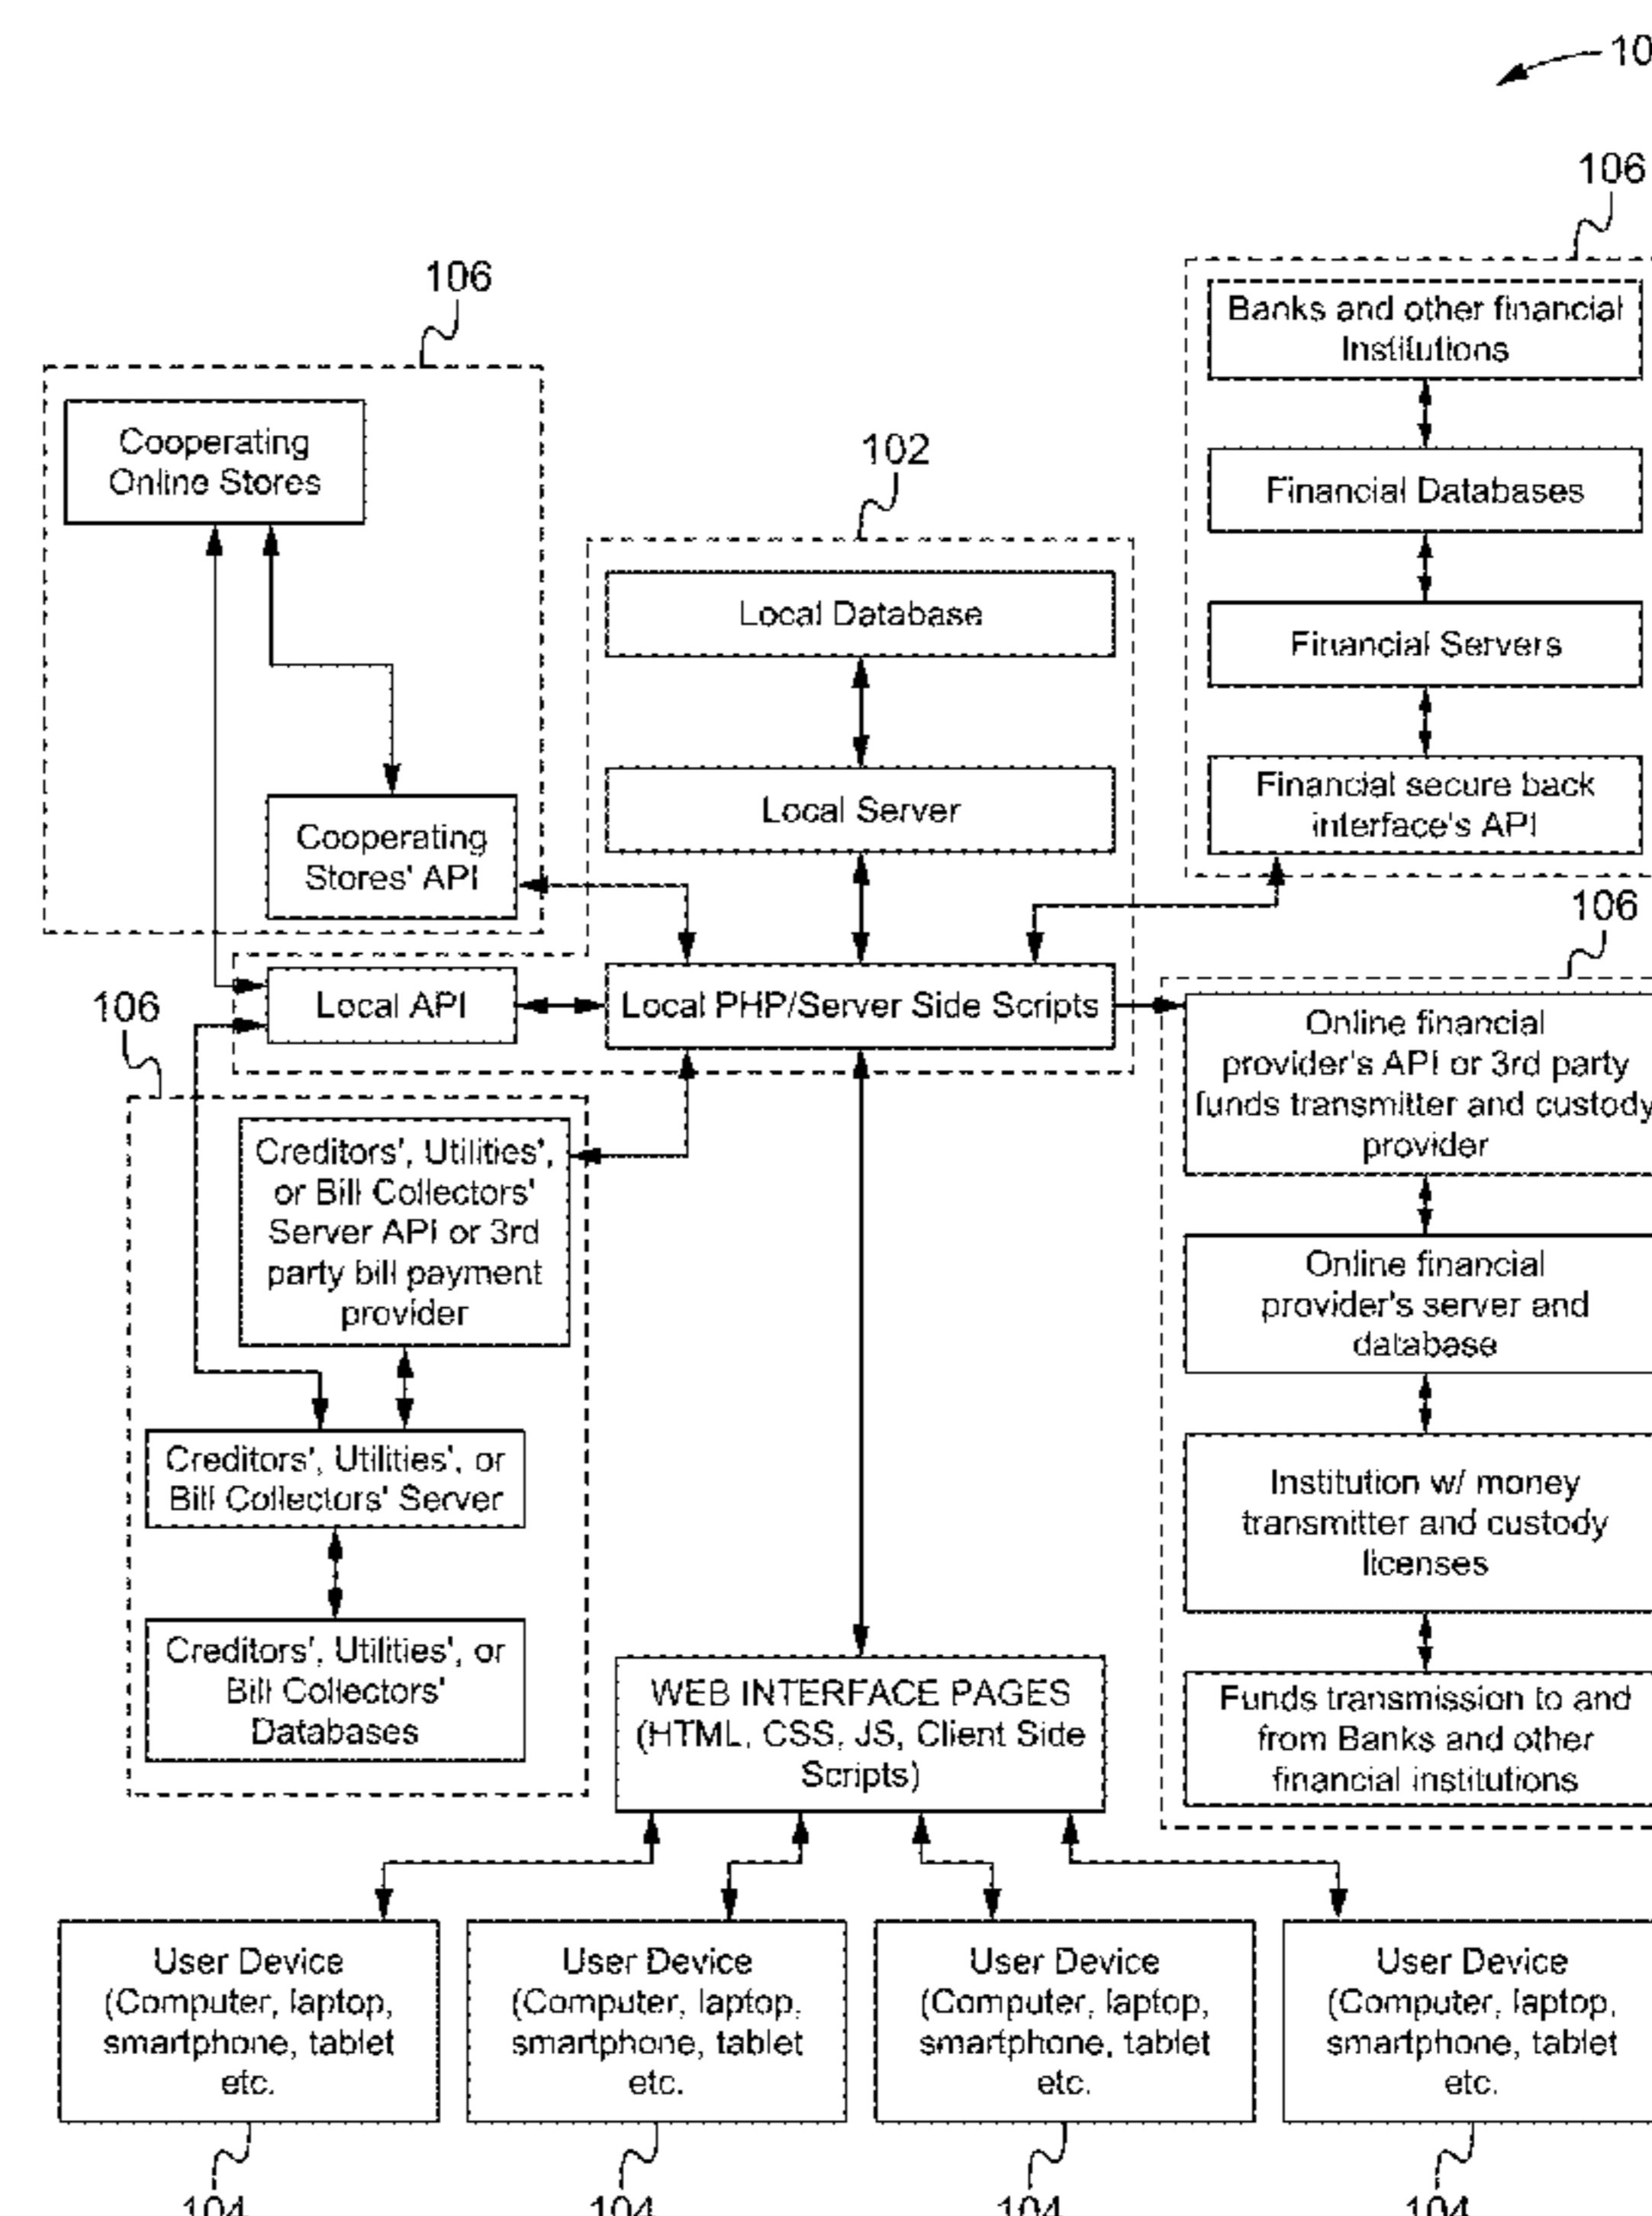 10
106
Banks and other financial
Institutions
Financial Databases
Financial Servers
Financial secure back
interface's API
106
Cooperating
Online Stores
Cooperating
Stores' API
102
Local Database
Local Server
Local API
Local PHP/Server Side Scripts
106
Online financial
provider's API or 3rd party
funds transmitter and custody
provider
Online financial
provider's server and
database
Institution w/ money
transmitter and custody
licenses
Funds transmission to and
from Banks and other
financial institutions
106
Creditors', Utilities',
or Bill Collectors'
Server API or 3rd
party bill payment
provider
Creditors', Utilities', or
Bill Collectors' Server
Creditors', Utilities', or
Bill Collectors'
Databases
WEB INTERFACE PAGES
(HTML, CSS, JS, Client Side
Scripts)
User Device
(Computer, laptop,
smartphone, tablet
etc.
User Device
(Computer, laptop,
smartphone, tablet
etc.
User Device
(Computer, laptop,
smartphone, tablet
etc.
User Device
(Computer, laptop,
smartphone, tablet
etc.
104
104
104
104